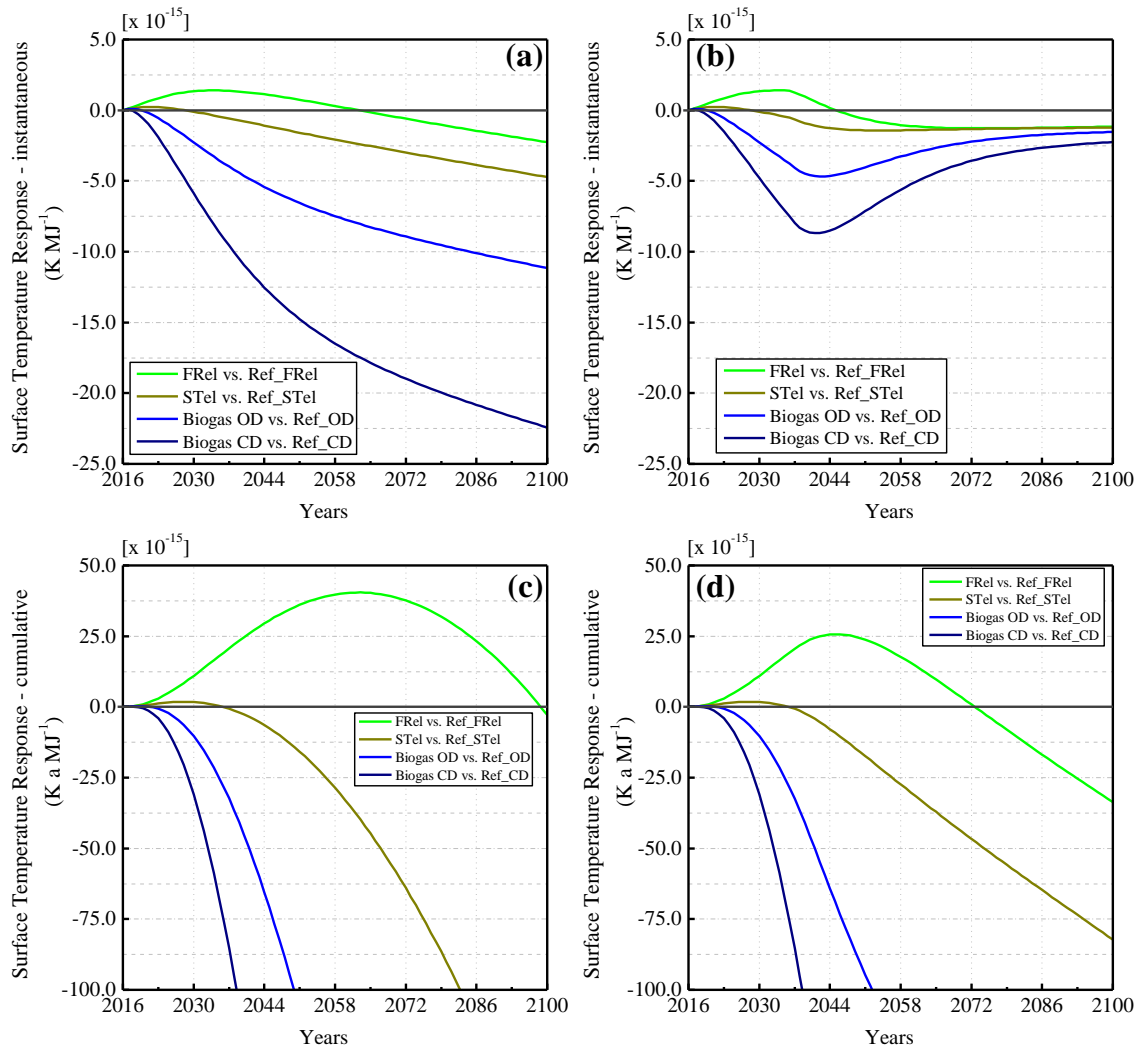 [x 10^-15]
(a)
Surface Temperature Response - instantaneous
(K MJ^-1)
5.0
0.0
-5.0
-10.0
-15.0
-20.0
-25.0
FRel vs. Ref_FRel
STel vs. Ref_STel
Biogas OD vs. Ref_OD
Biogas CD vs. Ref_CD
2016 2030 2044 2058 2072 2086 2100
Years
[x 10^-15]
(b)
Surface Temperature Response - instantaneous
(K MJ^-1)
5.0
0.0
-5.0
-10.0
-15.0
-20.0
-25.0
FRel vs. Ref_FRel
STel vs. Ref_STel
Biogas OD vs. Ref_OD
Biogas CD vs. Ref_CD
2016 2030 2044 2058 2072 2086 2100
Years
[x 10^-15]
(c)
Surface Temperature Response - cumulative
(K a MJ^-1)
50.0
25.0
0.0
-25.0
-50.0
-75.0
-100.0
FRel vs. Ref_FRel
STel vs. Ref_STel
Biogas OD vs. Ref_OD
Biogas CD vs. Ref_CD
2016 2030 2044 2058 2072 2086 2100
Years
[x 10^-15]
(d)
Surface Temperature Response - cumulative
(K a MJ^-1)
50.0
25.0
0.0
-25.0
-50.0
-75.0
-100.0
FRel vs. Ref_FRel
STel vs. Ref_STel
Biogas OD vs. Ref_OD
Biogas CD vs. Ref_CD
2016 2030 2044 2058 2072 2086 2100
Years